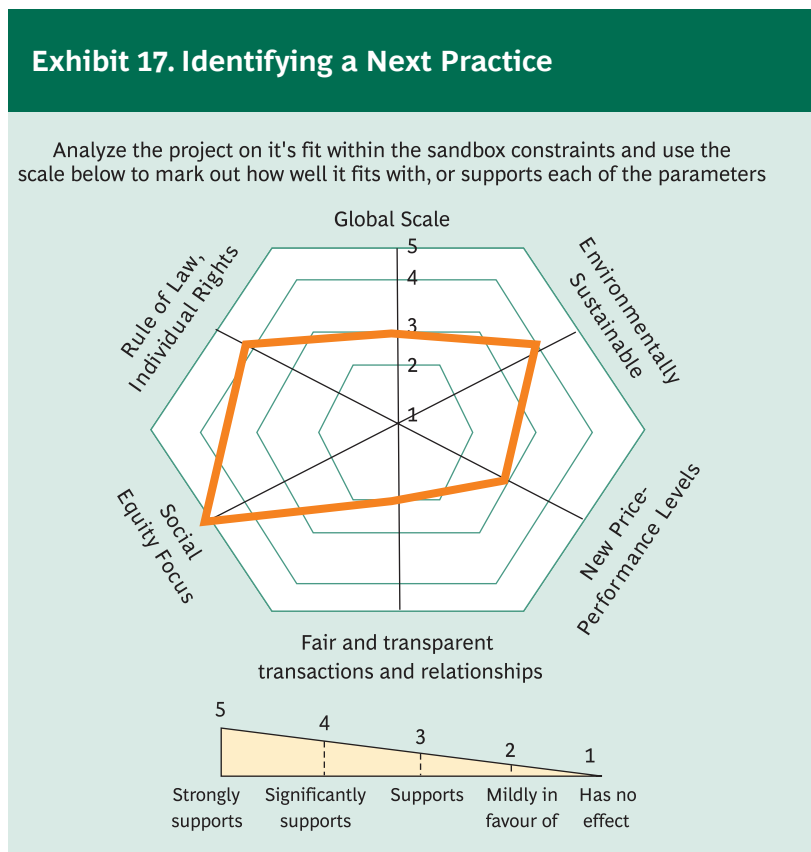 Exhibit 17. Identifying a Next Practice
Analyze the project on it's fit within the sandbox constraints and use the
scale below to mark out how well it fits with, or supports each of the parameters
Global Scale
5
4
3
2
1
Rule of Law,
Individual Rights
Environmentally
Sustainable
Social
Equity Focus
New Price-
Performance Levels
Fair and transparent
transactions and relationships
5
4
3
2
1
Strongly
supports
Significantly
supports
Supports
Mildly in
favour of
Has no
effect